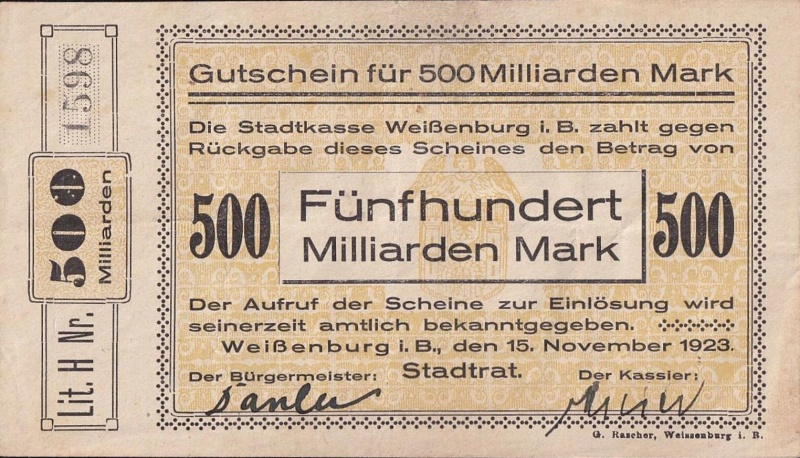 Lit. H Nr.
500
Milliarden
1598
Gutschein für 500 Milliarden Mark
Die Stadtkasse Weißenburg i. B. zahlt gegen
Rückgabe dieses Scheines den Betrag von
500
Fünfhundert
Milliarden Mark
500
Der Aufruf der Scheine zur Einlösung wird
seinerzeit amtlich bekanntgegeben.
Weißenburg i. B., den 15. November 1923.
Der Bürgermeister: Stadtrat. Der Kassier:
G. Rascher, Weissenburg i. B.